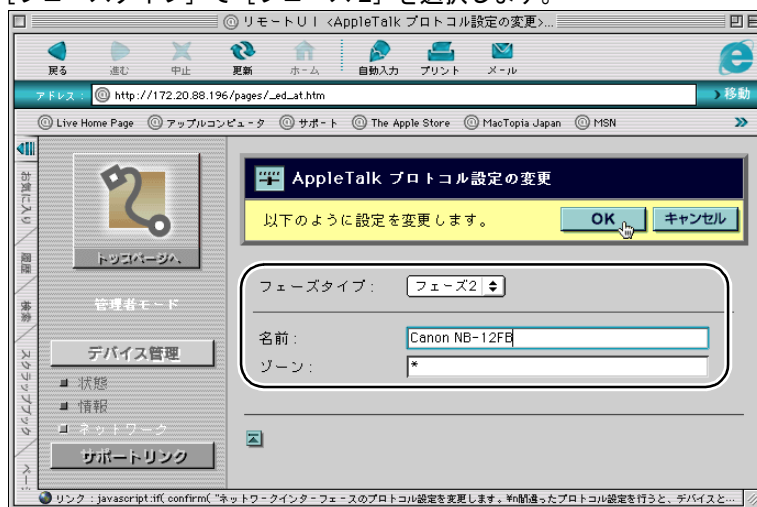 [フェーズタイプ] で [フェーズ2] を選択します。
リモートUI <AppleTalk プロトコル設定の変更>...
戻る 進む 中止 更新 ホーム 自動入力 プリント メール
アドレス: http://172.20.88.196/pages/_ed_at.htm 移動
Live Home Page アップルコンピュータ サポート The Apple Store MacTopia Japan MSN
お気に入り
履歴
検索
スクラップブック
トップページへ
管理者モード
デバイス管理
状態
情報
ネットワーク
サポートリンク
AppleTalk プロトコル設定の変更
以下のように設定を変更します。 OK キャンセル
フェーズタイプ: フェーズ2
名前: Canon NB-12FB
ゾーン: *
リンク: javascript:if( confirm( "ネットワークインターフェースのプロトコル設定を変更します。¥n間違ったプロトコル設定を行うと、デバイスと…